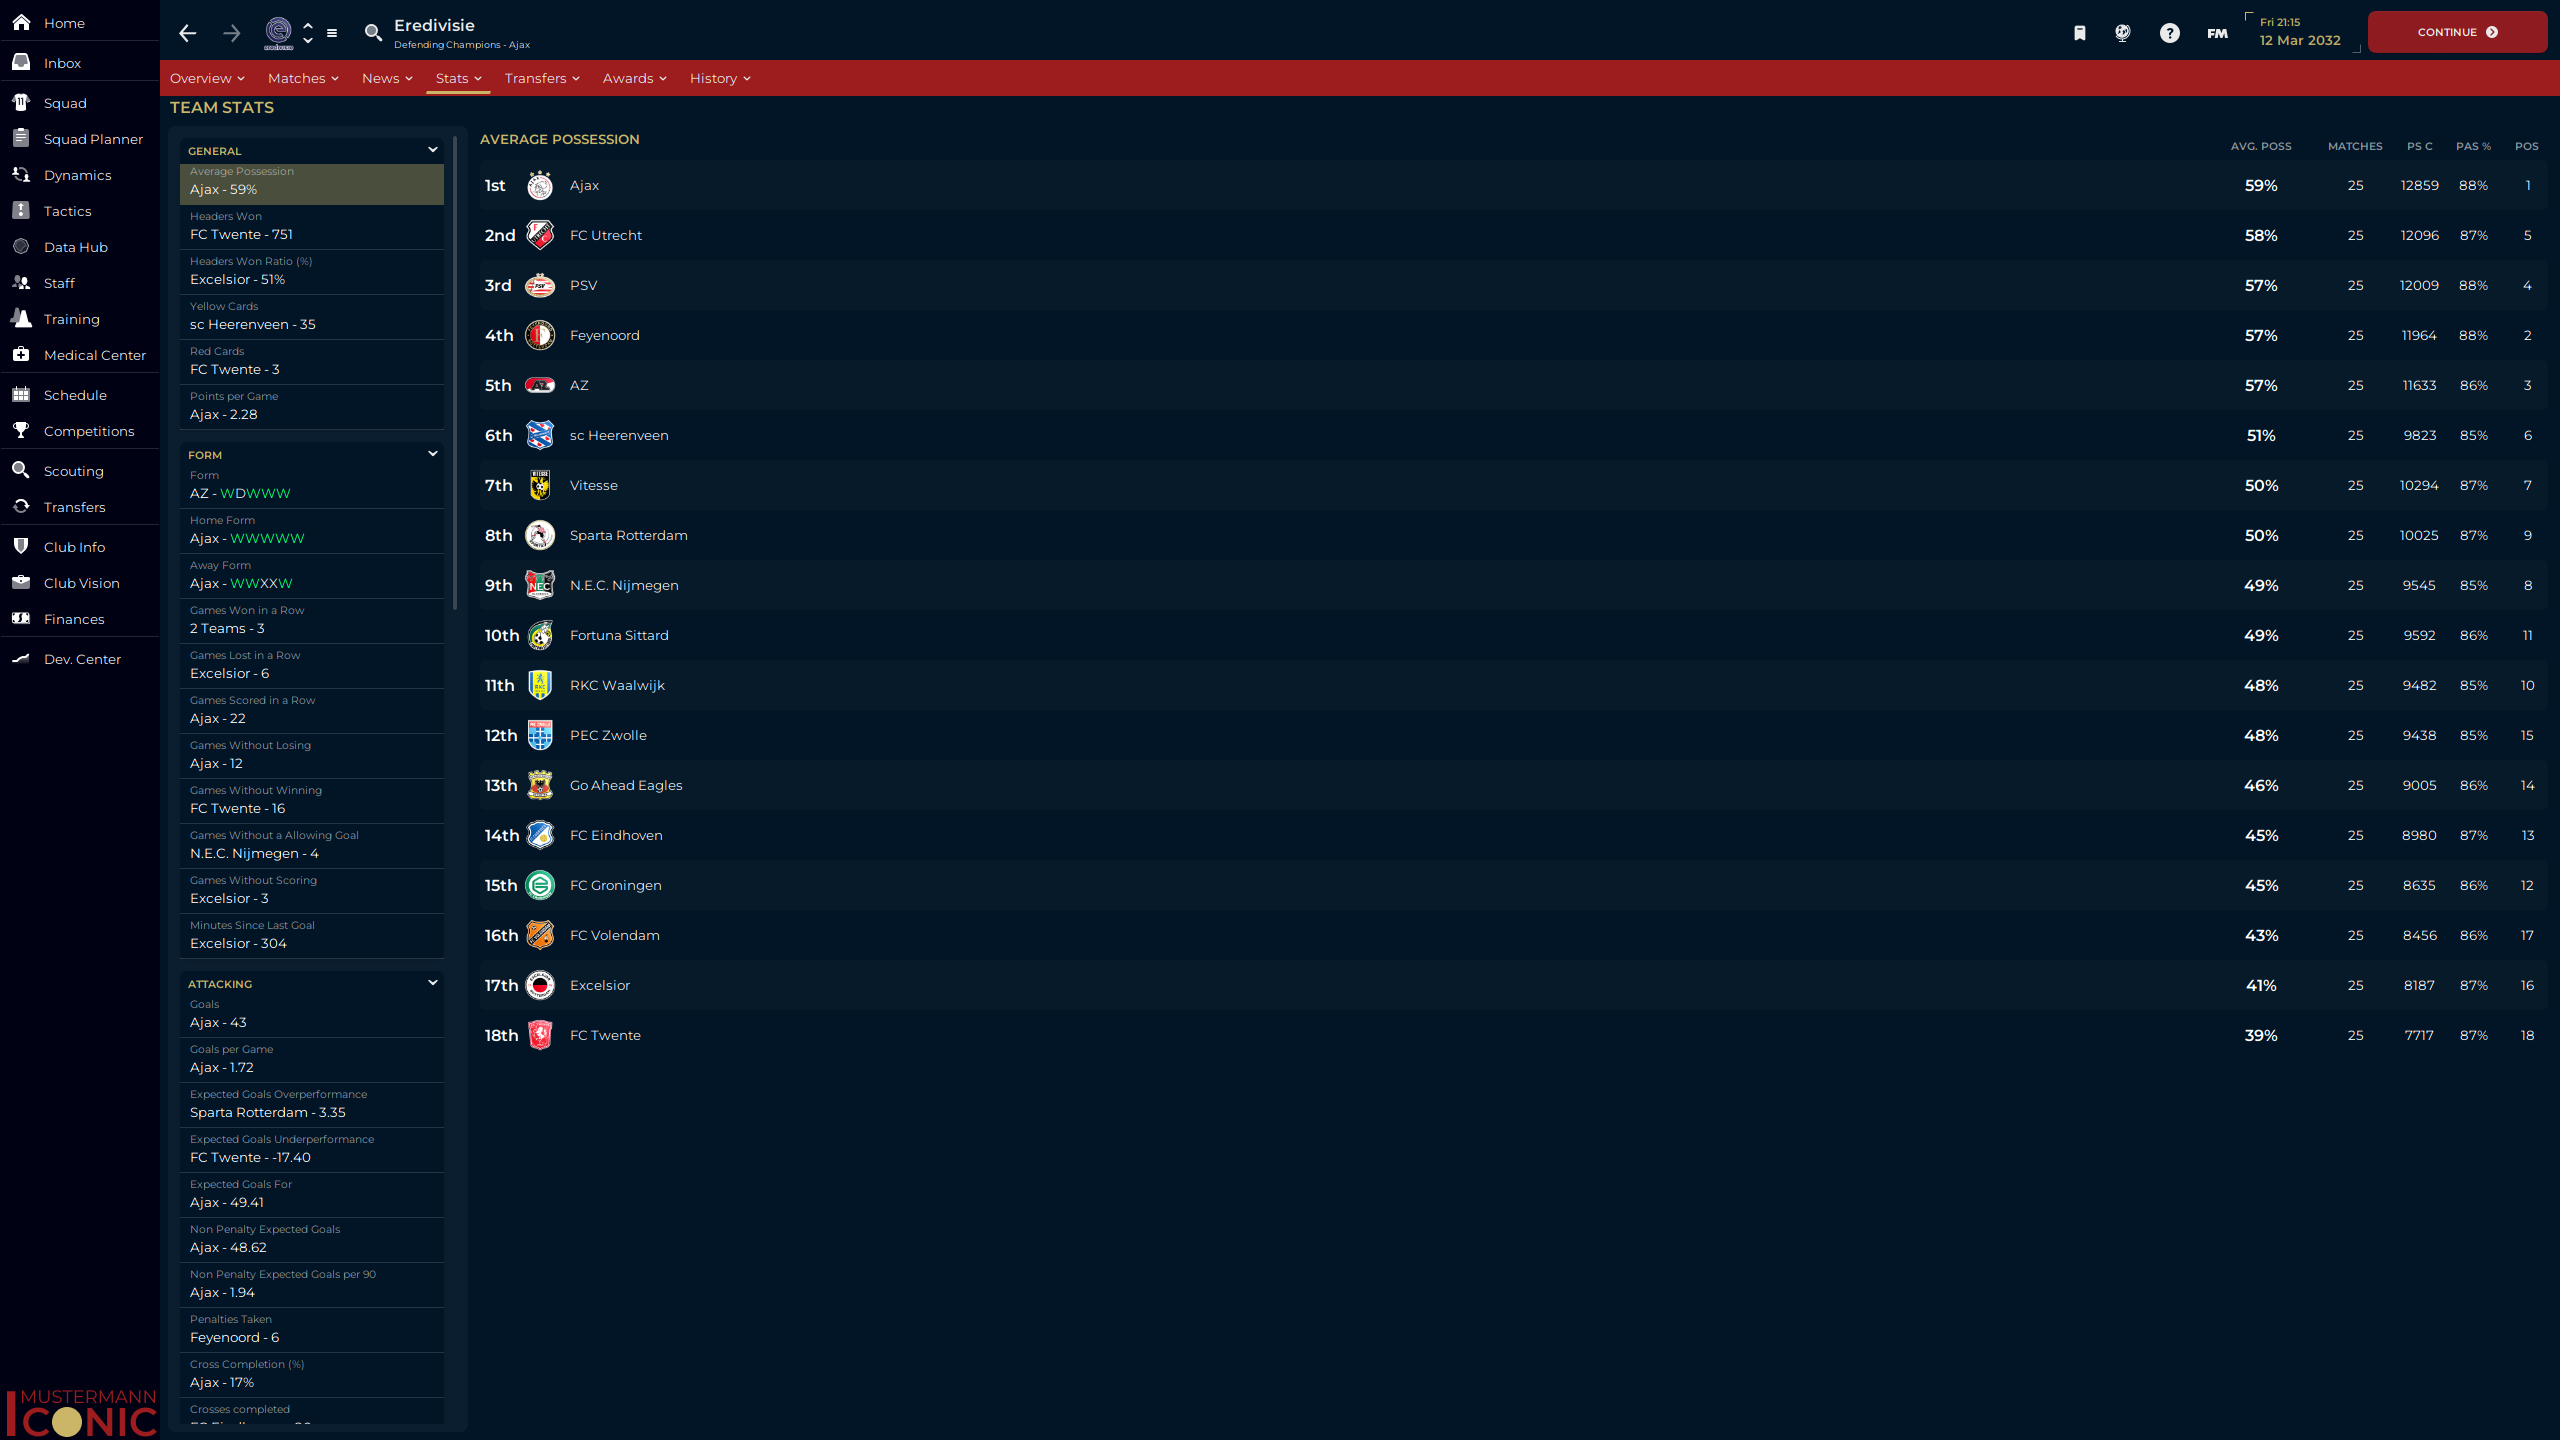 Home
Inbox
Squad
Squad Planner
Dynamics
Tactics
Data Hub
Staff
Training
Medical Center
Schedule
Competitions
Scouting
Transfers
Club Info
Club Vision
Finances
Dev. Center
MUSTERMANN
ICONIC
Eredivisie
Defending Champions - Ajax
FM
Fri 21:15
12 Mar 2032
CONTINUE
Overview Matches News Stats Transfers Awards History
TEAM STATS
GENERAL
Average Possession
Ajax - 59%
Headers Won
FC Twente - 751
Headers Won Ratio (%)
Excelsior - 51%
Yellow Cards
sc Heerenveen - 35
Red Cards
FC Twente - 3
Points per Game
Ajax - 2.28
FORM
Form
AZ - WDWWW
Home Form
Ajax - WWWWW
Away Form
Ajax - WWXXW
Games Won in a Row
2 Teams - 3
Games Lost in a Row
Excelsior - 6
Games Scored in a Row
Ajax - 22
Games Without Losing
Ajax - 12
Games Without Winning
FC Twente - 16
Games Without a Allowing Goal
N.E.C. Nijmegen - 4
Games Without Scoring
Excelsior - 3
Minutes Since Last Goal
Excelsior - 304
ATTACKING
Goals
Ajax - 43
Goals per Game
Ajax - 1.72
Expected Goals Overperformance
Sparta Rotterdam - 3.35
Expected Goals Underperformance
FC Twente - -17.40
Expected Goals For
Ajax - 49.41
Non Penalty Expected Goals
Ajax - 48.62
Non Penalty Expected Goals per 90
Ajax - 1.94
Penalties Taken
Feyenoord - 6
Cross Completion (%)
Ajax - 17%
Crosses completed
AVERAGE POSSESSION
AVG. POSS MATCHES PS C PAS % POS
1st Ajax 59% 25 12859 88% 1
2nd FC Utrecht 58% 25 12096 87% 5
3rd PSV 57% 25 12009 88% 4
4th Feyenoord 57% 25 11964 88% 2
5th AZ 57% 25 11633 86% 3
6th sc Heerenveen 51% 25 9823 85% 6
7th Vitesse 50% 25 10294 87% 7
8th Sparta Rotterdam 50% 25 10025 87% 9
9th N.E.C. Nijmegen 49% 25 9545 85% 8
10th Fortuna Sittard 49% 25 9592 86% 11
11th RKC Waalwijk 48% 25 9482 85% 10
12th PEC Zwolle 48% 25 9438 85% 15
13th Go Ahead Eagles 46% 25 9005 86% 14
14th FC Eindhoven 45% 25 8980 87% 13
15th FC Groningen 45% 25 8635 86% 12
16th FC Volendam 43% 25 8456 86% 17
17th Excelsior 41% 25 8187 87% 16
18th FC Twente 39% 25 7717 87% 18